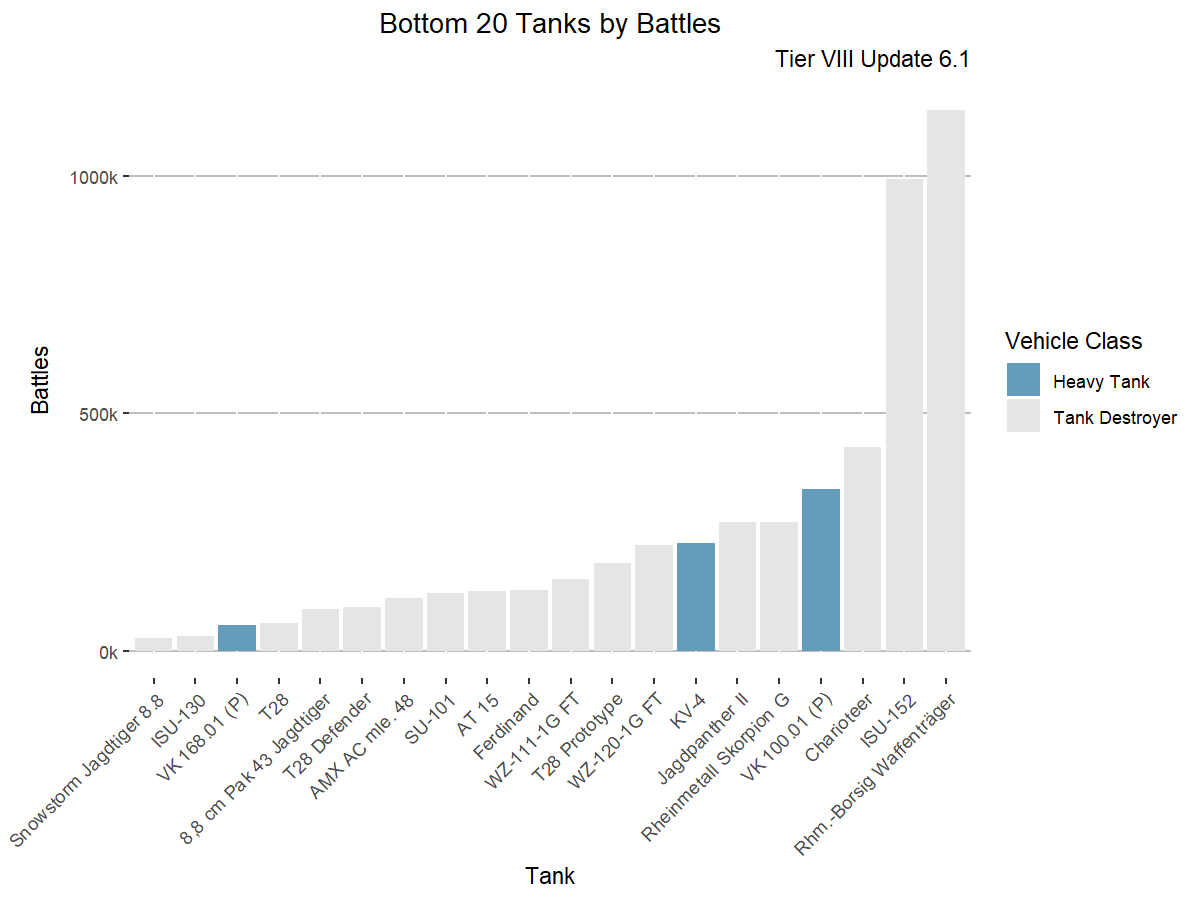 Bottom 20 Tanks by Battles
Tier VIII Update 6.1
Battles
1000k
500k
0k
Snowstorm Jagdtiger 8.8
ISU-130
VK 168.01 (P)
T28
8,8 cm Pak 43 Jagdtiger
T28 Defender
AMX AC mle. 48
SU-101
AT 15
Ferdinand
WZ-111-1G FT
T28 Prototype
WZ-120-1G FT
KV-4
Jagdpanther II
Rheinmetall Skorpion G
VK 100.01 (P)
Charioteer
ISU-152
Rhm.-Borsig Waffenträger
Tank
Vehicle Class
Heavy Tank
Tank Destroyer